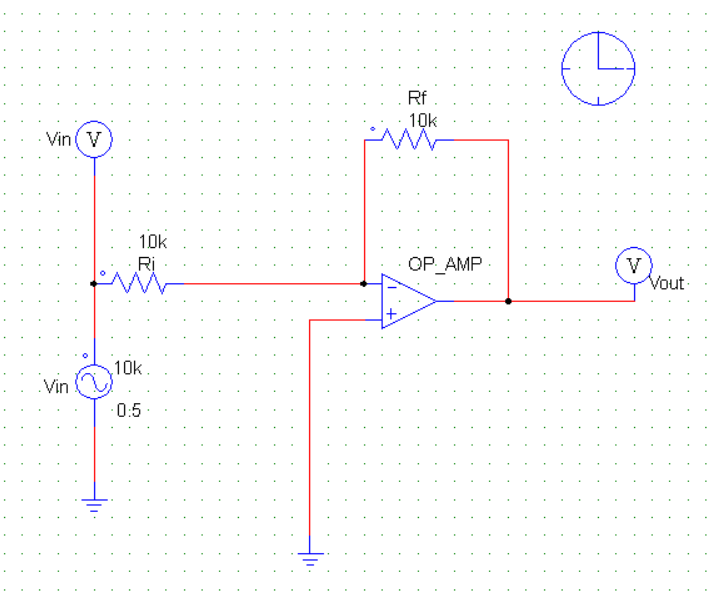 Rf
10k
Vin
V
10k
Ri
OP_AMP
V
Vout
10k
Vin
0.5